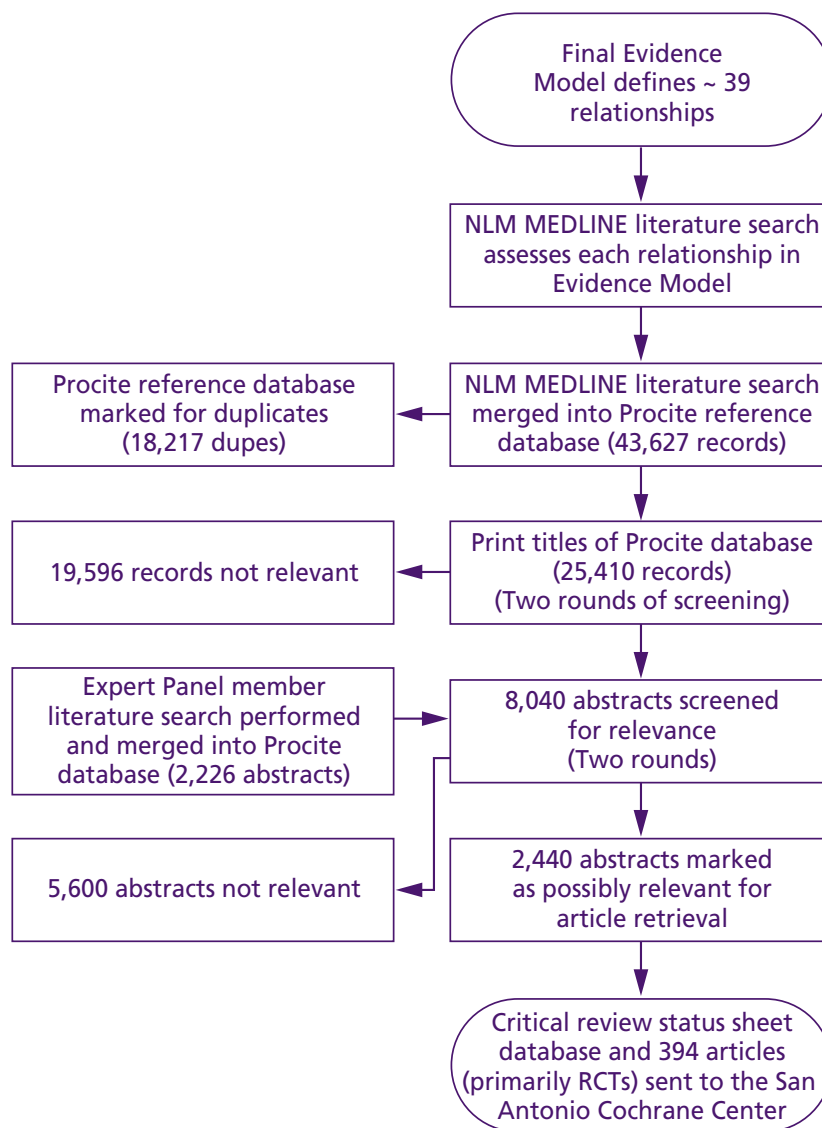 Final Evidence
Model defines ~ 39
relationships
NLM MEDLINE literature search
assesses each relationship in
Evidence Model
Procite reference database
marked for duplicates
(18,217 dupes)
NLM MEDLINE literature search
merged into Procite reference
database (43,627 records)
19,596 records not relevant
Print titles of Procite database
(25,410 records)
(Two rounds of screening)
Expert Panel member
literature search performed
and merged into Procite
database (2,226 abstracts)
8,040 abstracts screened
for relevance
(Two rounds)
5,600 abstracts not relevant
2,440 abstracts marked
as possibly relevant for
article retrieval
Critical review status sheet
database and 394 articles
(primarily RCTs) sent to the San
Antonio Cochrane Center